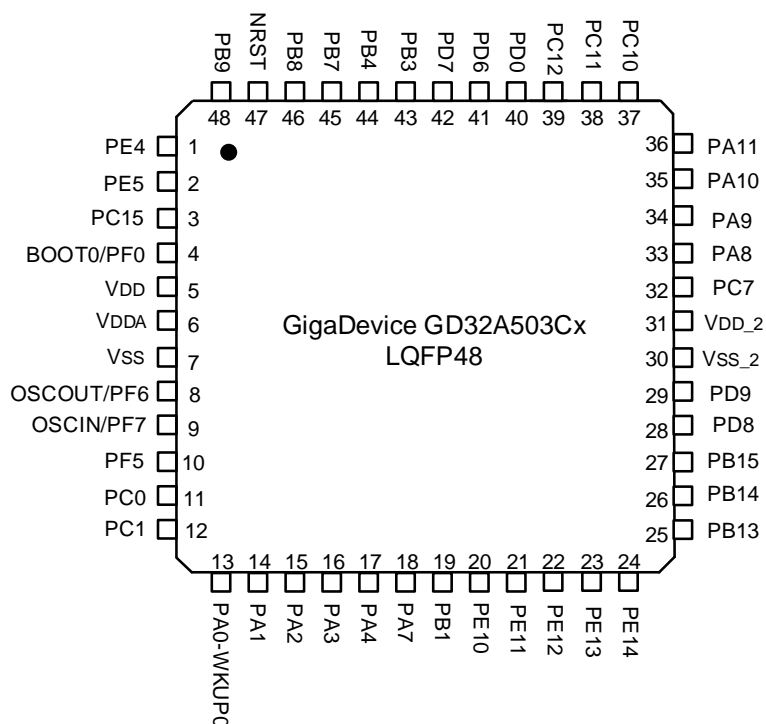 PB9 NRST PB8 PB7 PB4 PB3 PD7 PD6 PD0 PC12 PC11 PC10
48 47 46 45 44 43 42 41 40 39 38 37
PE4 1 36 PA11
PE5 2 35 PA10
PC15 3 34 PA9
BOOT0/PF0 4 33 PA8
VDD 5 32 PC7
VDDA 6 31 VDD_2
VSS 7 30 VSS_2
OSCOUT/PF6 8 29 PD9
OSCIN/PF7 9 28 PD8
PF5 10 27 PB15
PC0 11 26 PB14
PC1 12 25 PB13
GigaDevice GD32A503Cx
LQFP48
13 14 15 16 17 18 19 20 21 22 23 24
PA0-WKUP0 PA1 PA2 PA3 PA4 PA7 PB1 PE10 PE11 PE12 PE13 PE14